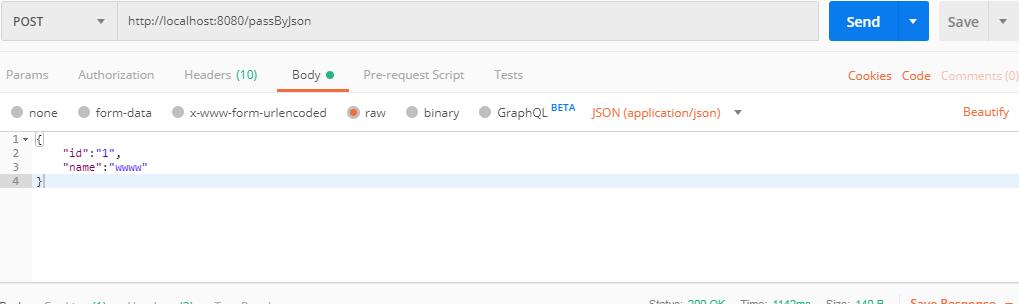 POST http://localhost:8080/passByJson Send Save
Params Authorization Headers (10) Body Pre-request Script Tests Cookies Code Comments (0)
none form-data x-www-form-urlencoded raw binary GraphQL BETA JSON (application/json) Beautify
1 {
2 "id":"1",
3 "name":"wwww"
4 }
Status: 200 OK Time: 1142ms Size: 149 B Save Response